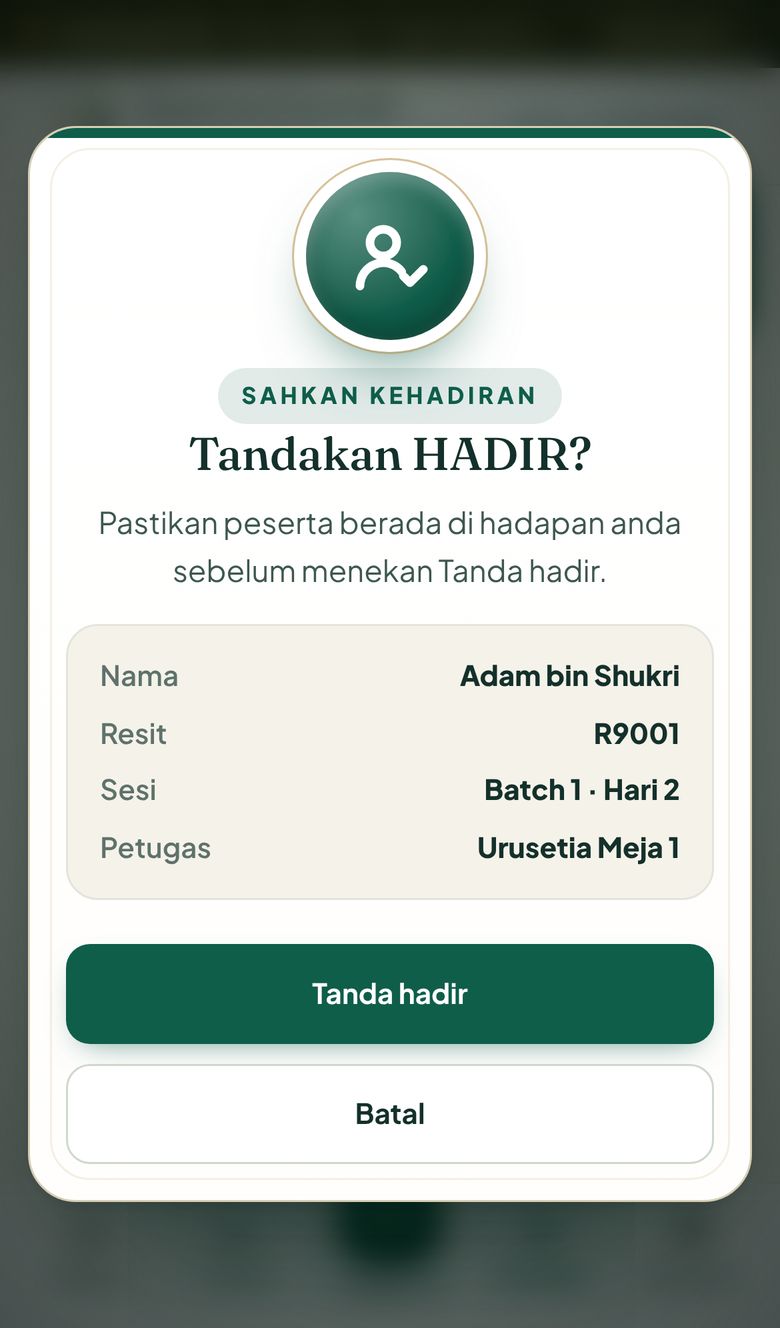 SAHKAN KEHADIRAN
Tandakan HADIR?
Pastikan peserta berada di hadapan anda
sebelum menekan Tanda hadir.
Nama Adam bin Shukri
Resit R9001
Sesi Batch 1 · Hari 2
Petugas Urusetia Meja 1
Tanda hadir
Batal